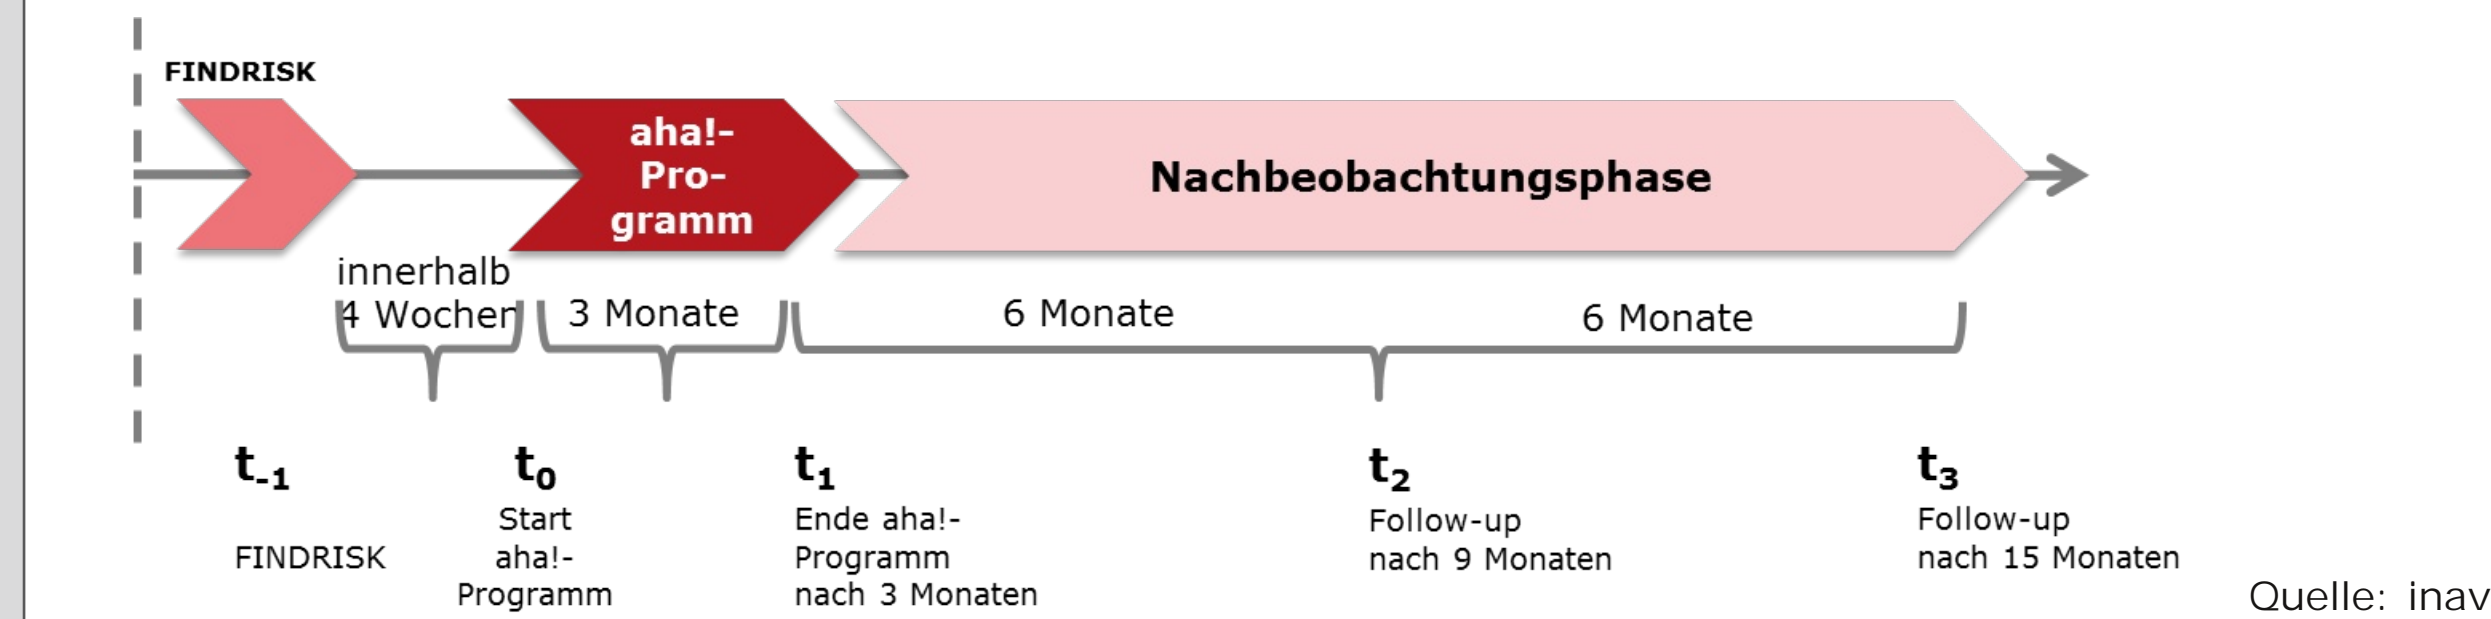 FINDRISK
aha!-
Pro-
gramm
Nachbeobachtungsphase
innerhalb
4 Wochen
3 Monate
6 Monate
6 Monate
t-1
FINDRISK
t0
Start
aha!-
Programm
t1
Ende aha!-
Programm
nach 3 Monaten
t2
Follow-up
nach 9 Monaten
t3
Follow-up
nach 15 Monaten
Quelle: inav